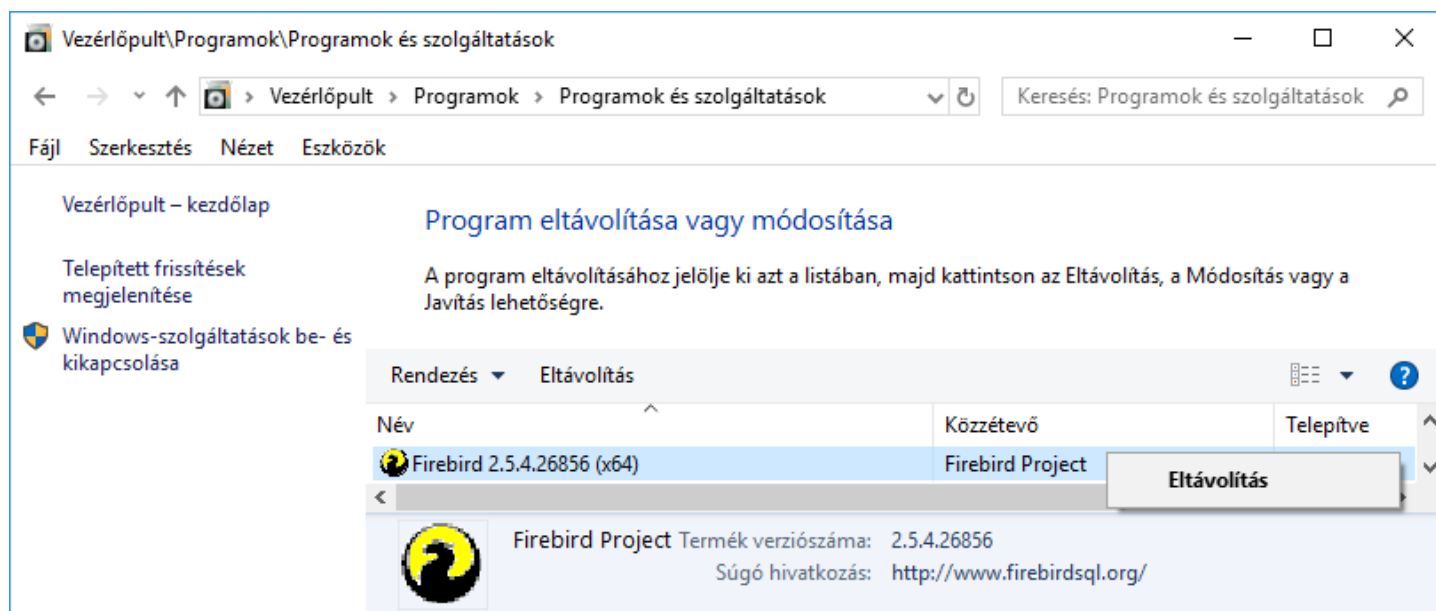 Vezérlőpult\Programok\Programok és szolgáltatások
Vezérlőpult > Programok > Programok és szolgáltatások
Keresés: Programok és szolgáltatások
Fájl Szerkesztés Nézet Eszközök
Vezérlőpult – kezdőlap
Telepített frissítések
megjelenítése
Windows-szolgáltatások be- és
kikapcsolása
Program eltávolítása vagy módosítása
A program eltávolításához jelölje ki azt a listában, majd kattintson az Eltávolítás, a Módosítás vagy a
Javítás lehetőségre.
Rendezés Eltávolítás
Név Közzétevő Telepítve
Firebird 2.5.4.26856 (x64) Firebird Project
Eltávolítás
Firebird Project Termék verziószáma: 2.5.4.26856
Súgó hivatkozás: http://www.firebirdsql.org/